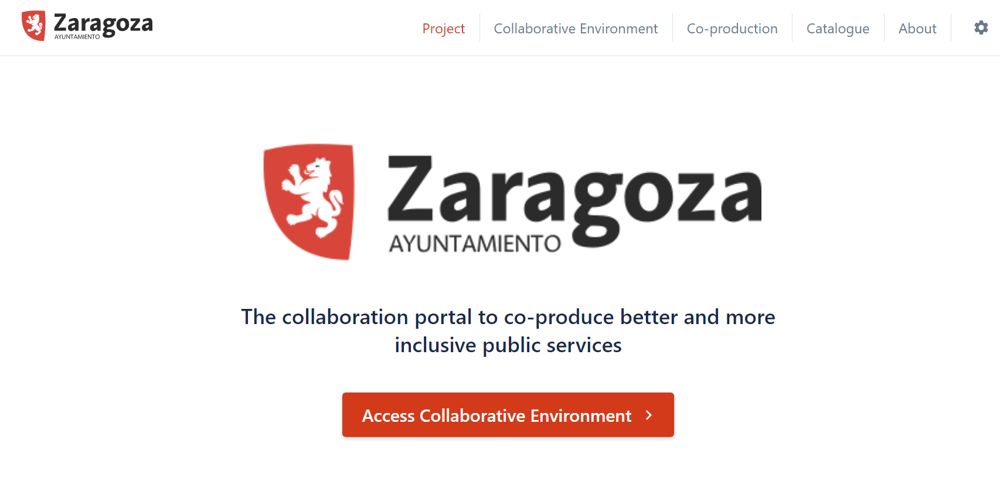 Zaragoza
AYUNTAMIENTO
Project
Collaborative Environment
Co-production
Catalogue
About
Zaragoza
AYUNTAMIENTO
The collaboration portal to co-produce better and more
inclusive public services
Access Collaborative Environment